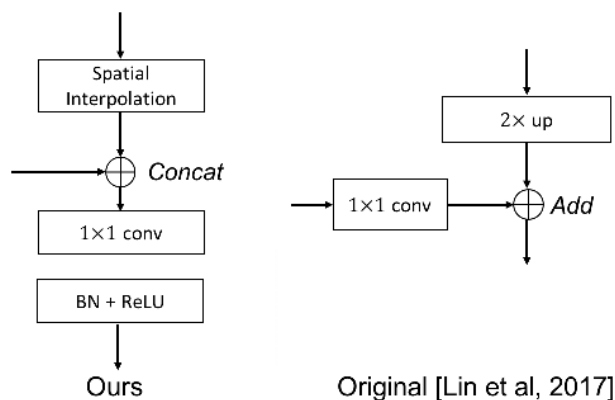 Spatial
Interpolation
Concat
1×1 conv
BN + ReLU
Ours
2× up
1×1 conv
Add
Original [Lin et al, 2017]